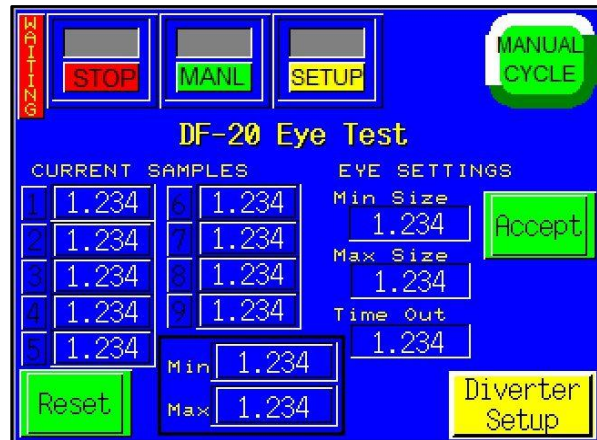 WAITING
STOP MANL SETUP
MANUAL
CYCLE
DF-20 Eye Test
CURRENT SAMPLES
1 1.234
2 1.234
3 1.234
4 1.234
5 1.234
6 1.234
7 1.234
8 1.234
9 1.234
Min 1.234
Max 1.234
Reset
EYE SETTINGS
Min Size
1.234
Max Size
1.234
Time Out
1.234
Accept
Diverter
Setup